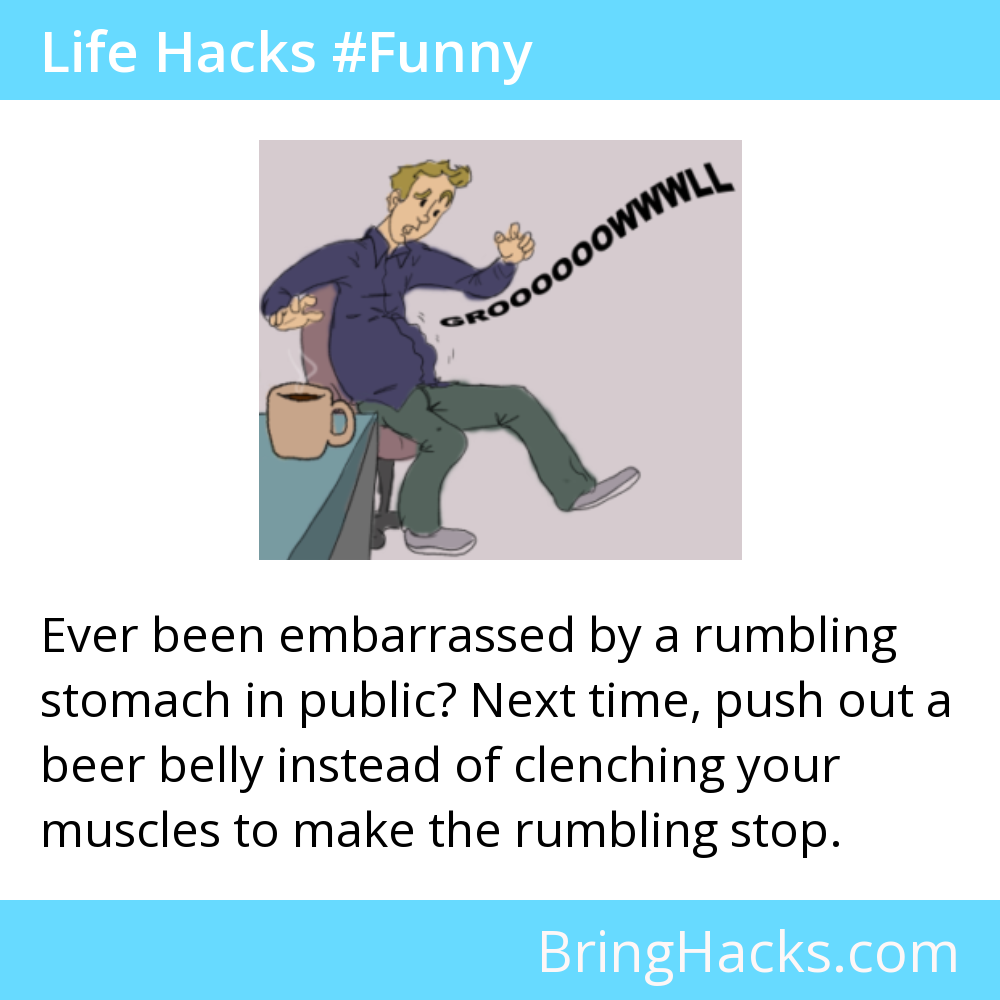 Life Hacks #Funny
GROOOOOOOWWWLL
Ever been embarrassed by a rumbling
stomach in public? Next time, push out a
beer belly instead of clenching your
muscles to make the rumbling stop.
BringHacks.com